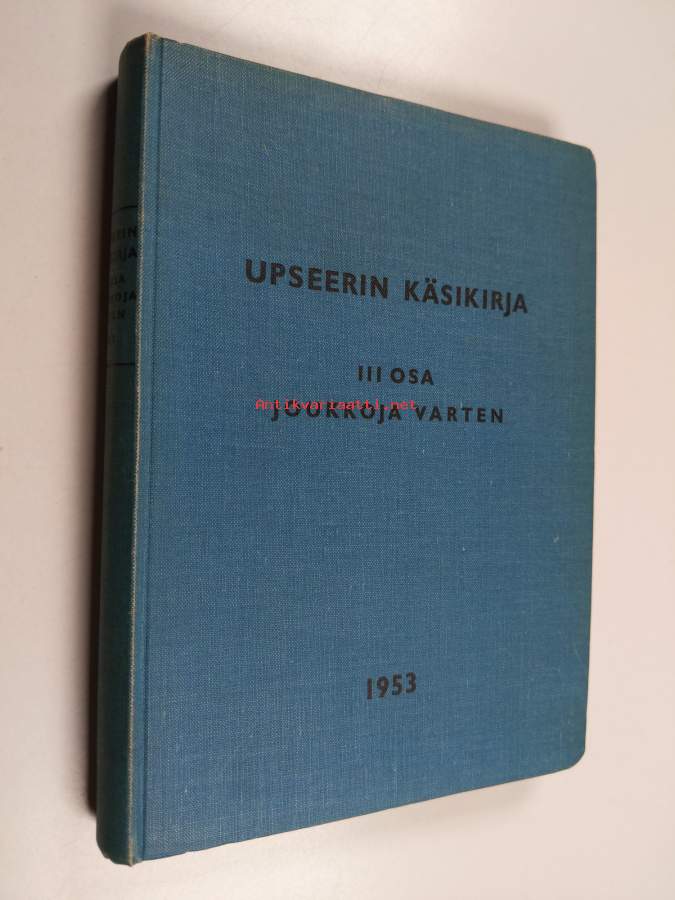 UPSEERIN KÄSIKIRJA
III OSA
Antikvariaatti.net
JOUKKOJA VARTEN
1953